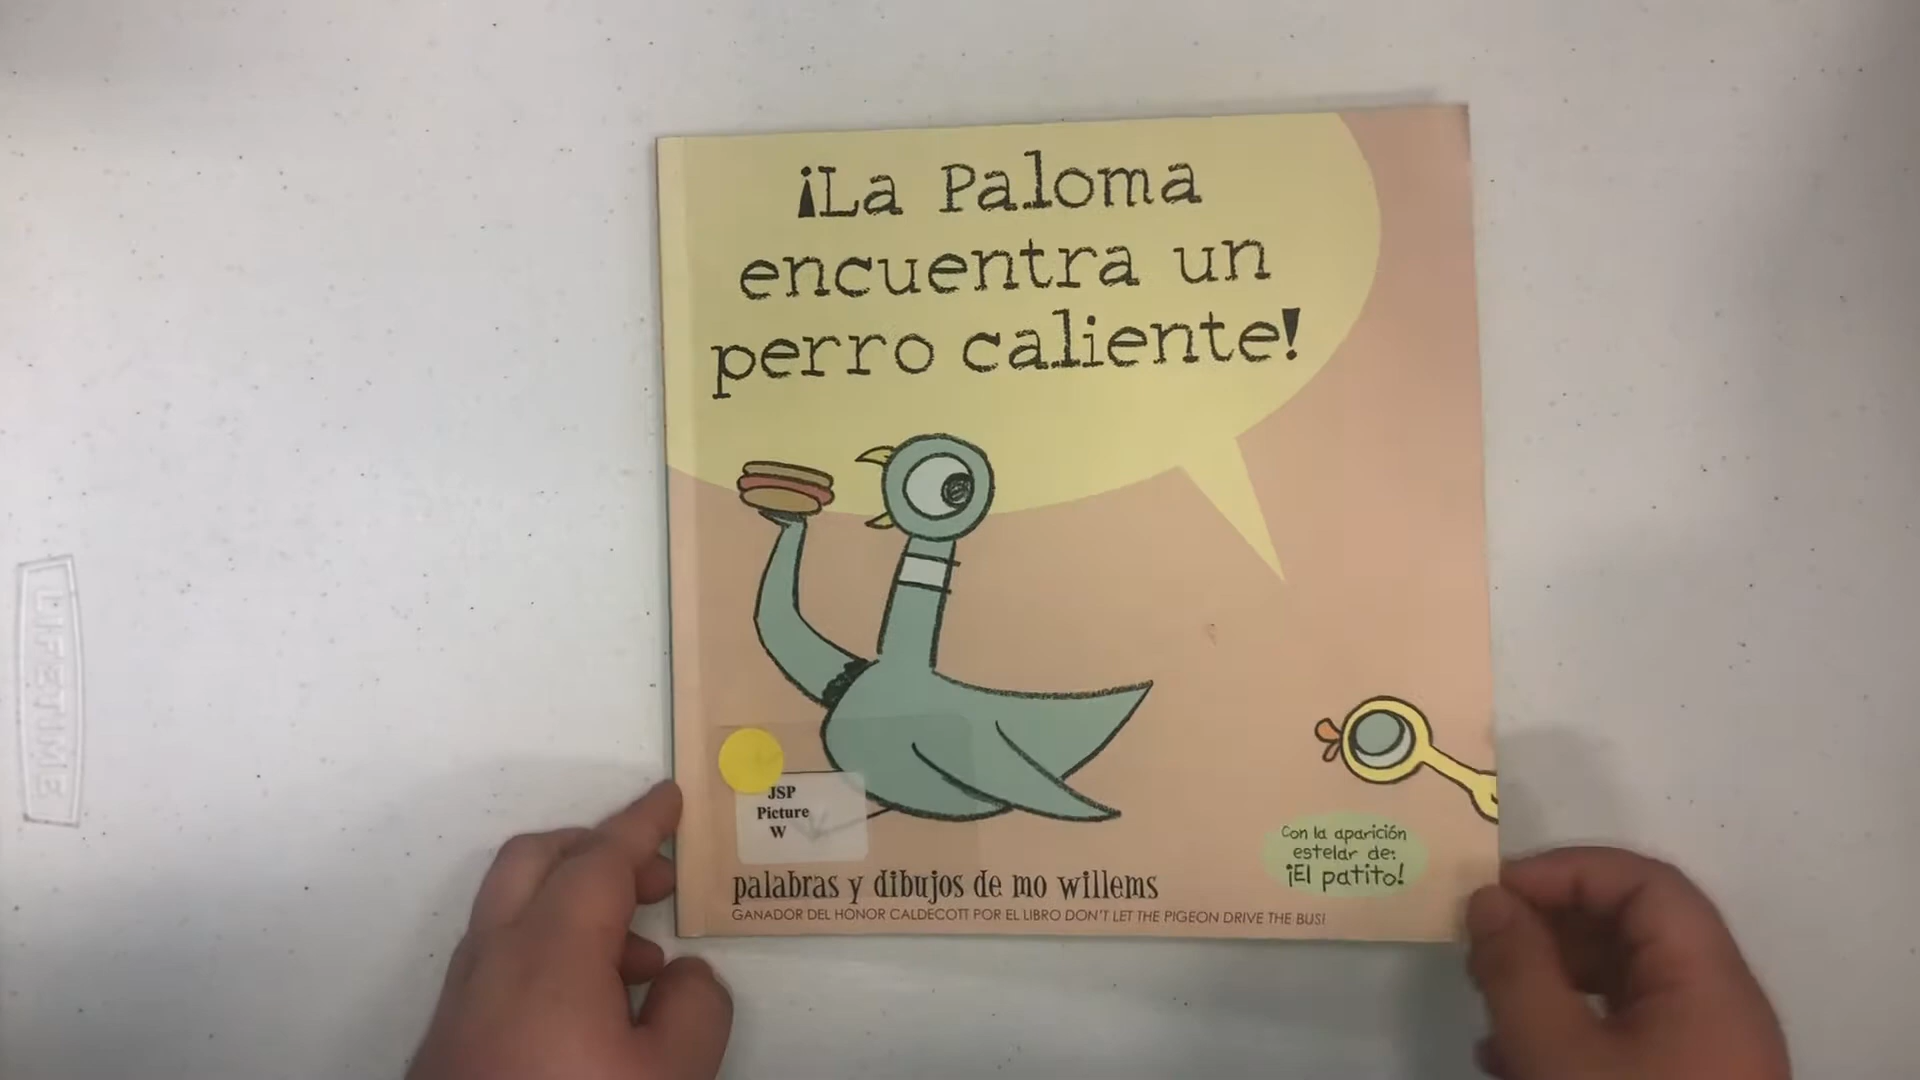 ¡La Paloma
encuentra un
perro caliente!
JSP
Picture
W
Con la aparición
estelar de:
¡El patito!
palabras y dibujos de mo willems
GANADOR DEL HONOR CALDECOTT POR EL LIBRO DON'T LET THE PIGEON DRIVE THE BUS!
LIFETIME